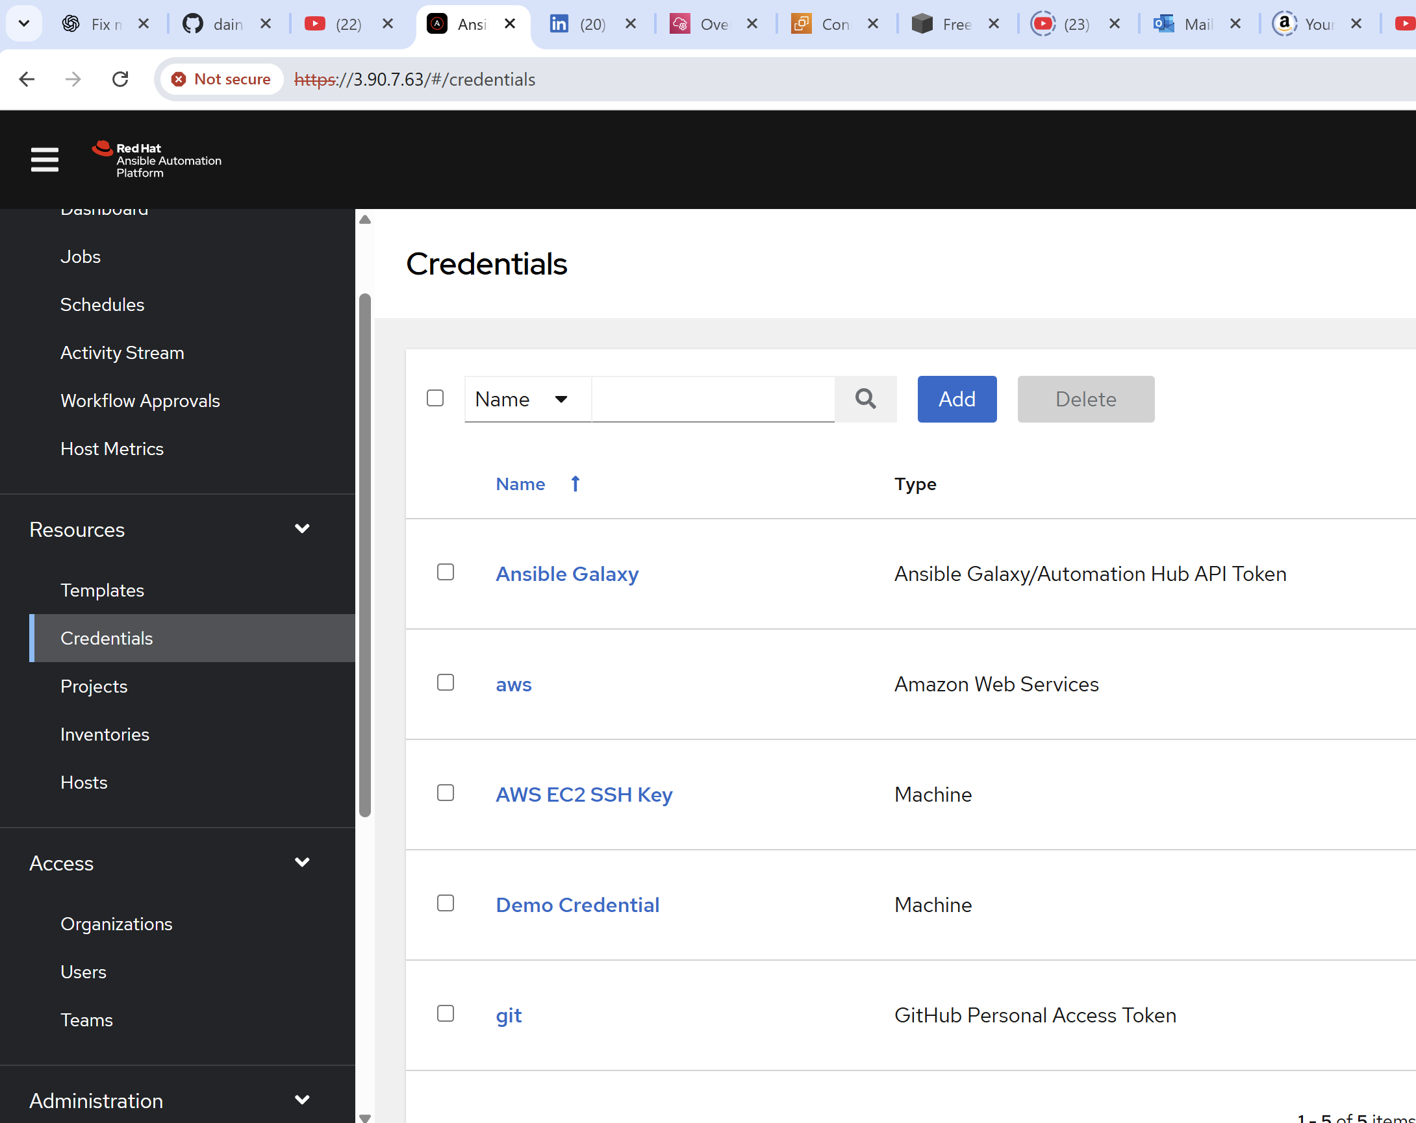 Fix
dain
(22)
Ansi
in (20)
Ove
Con
Free
(23)
Mai
Your
Not secure https://3.90.7.63/#/credentials
Red Hat
Ansible Automation
Platform
Dashboard
Jobs
Schedules
Activity Stream
Workflow Approvals
Host Metrics
Resources
Templates
Credentials
Projects
Inventories
Hosts
Access
Organizations
Users
Teams
Administration
Credentials
Name
Add
Delete
Name Type
Ansible Galaxy Ansible Galaxy/Automation Hub API Token
aws Amazon Web Services
AWS EC2 SSH Key Machine
Demo Credential Machine
git GitHub Personal Access Token
1 - 5 of 5 items